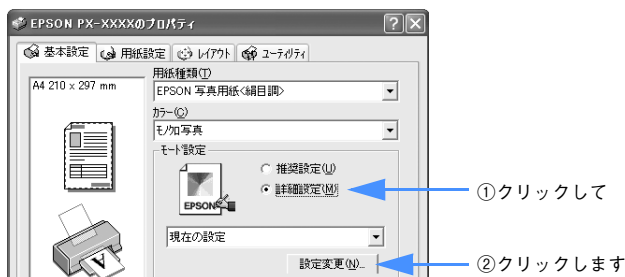 EPSON PX-XXXXのプロパティ
基本設定 用紙設定 レイアウト ユーティリティ
A4 210 x 297 mm
用紙種類(T)
EPSON 写真用紙<絹目調>
カラー(C)
モノクロ写真
モード設定
推奨設定(U)
詳細設定(M)
EPSON
現在の設定
設定変更(N)...
①クリックして
②クリックします